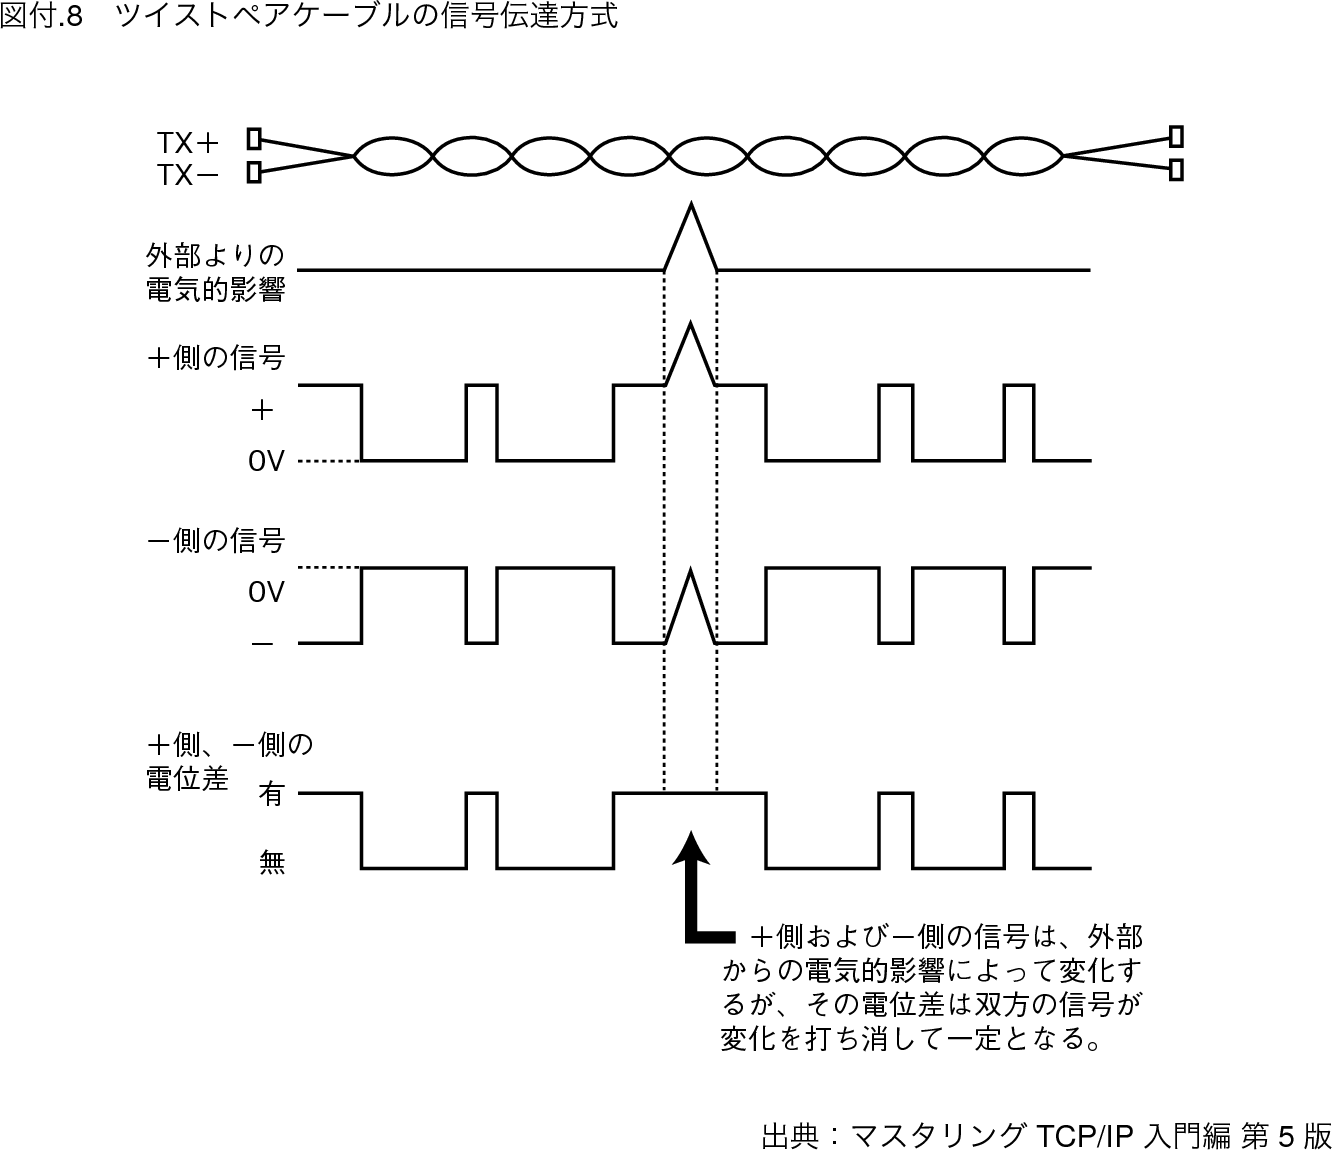 図付.8　ツイストペアケーブルの信号伝達方式
TX＋
TX－
外部よりの
電気的影響
＋側の信号
＋
0V
－側の信号
0V
－
＋側、－側の
電位差
有
無
＋側および－側の信号は、外部
からの電気的影響によって変化す
るが、その電位差は双方の信号が
変化を打ち消して一定となる。
出典：マスタリング TCP/IP 入門編 第 5 版